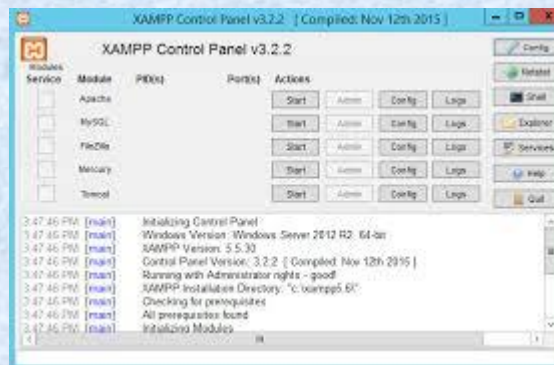 XAMPP Control Panel v3.2.2 [ Compiled: Nov 12th 2015 ]
XAMPP Control Panel v3.2.2
Config
Modules
Service Module PID(s) Port(s) Actions
Netstat
Apache Start Admin Config Logs
Shell
MySQL Start Admin Config Logs
Explorer
FileZilla Start Admin Config Logs
Services
Mercury Start Admin Config Logs
Help
Tomcat Start Admin Config Logs
Quit
3:47:46 PM [main] Initializing Control Panel
3:47:46 PM [main] Windows Version: Windows Server 2012 R2 64-bit
3:47:46 PM [main] XAMPP Version: 5.5.30
3:47:46 PM [main] Control Panel Version: 3.2.2 [ Compiled: Nov 12th 2015 ]
3:47:46 PM [main] Running with Administrator rights - good!
3:47:46 PM [main] XAMPP Installation Directory: "c:\xampp5.6\"
3:47:46 PM [main] Checking for prerequisites
3:47:46 PM [main] All prerequisites found
3:47:46 PM [main] Initializing Modules